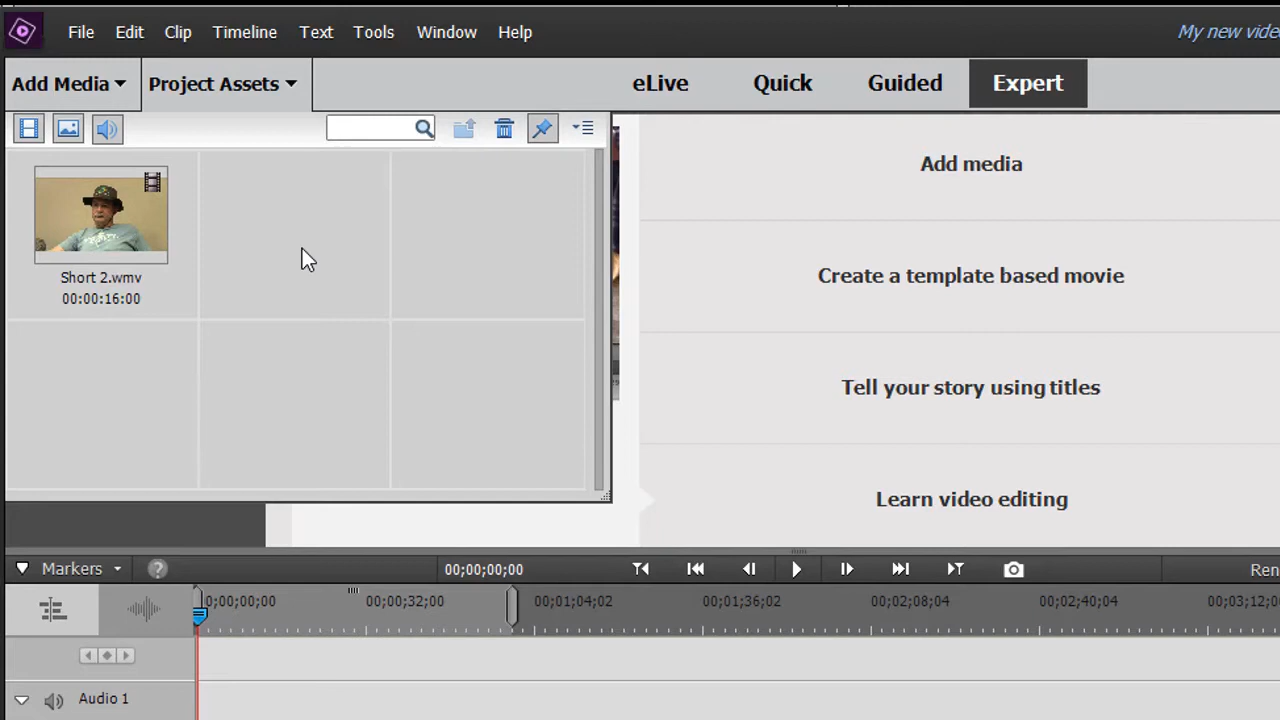 File Edit Clip Timeline Text Tools Window Help
My new vide
Add Media Project Assets
eLive Quick Guided Expert
Short 2.wmv
00:00:16:00
Add media
Create a template based movie
Tell your story using titles
Learn video editing
Markers ? 00;00;00;00 Ren
0;00;00;00 00;00;32;00 00;01;04;02 00;01;36;02 00;02;08;04 00;02;40;04 00;03;12;0
Audio 1